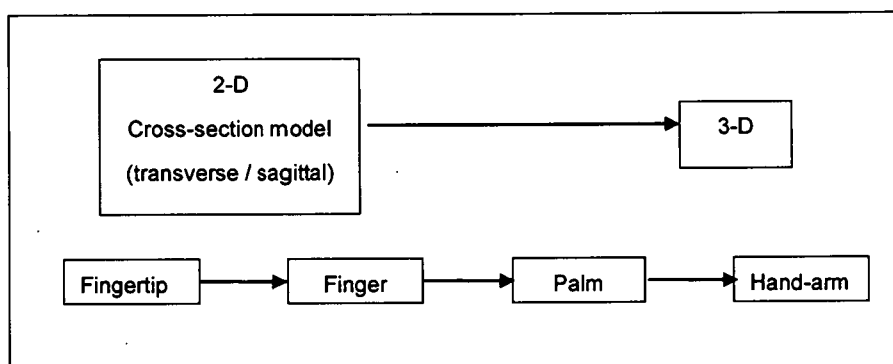 2-D
Cross-section model
(transverse / sagittal)
3-D
Fingertip
Finger
Palm
Hand-arm